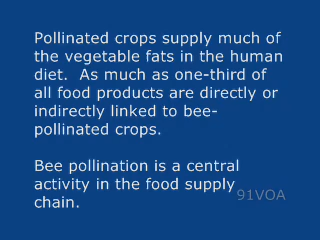 Pollinated crops supply much of
the vegetable fats in the human
diet.  As much as one-third of
all food products are directly or
indirectly linked to bee-
pollinated crops.
Bee pollination is a central
activity in the food supply
chain.
91VOA